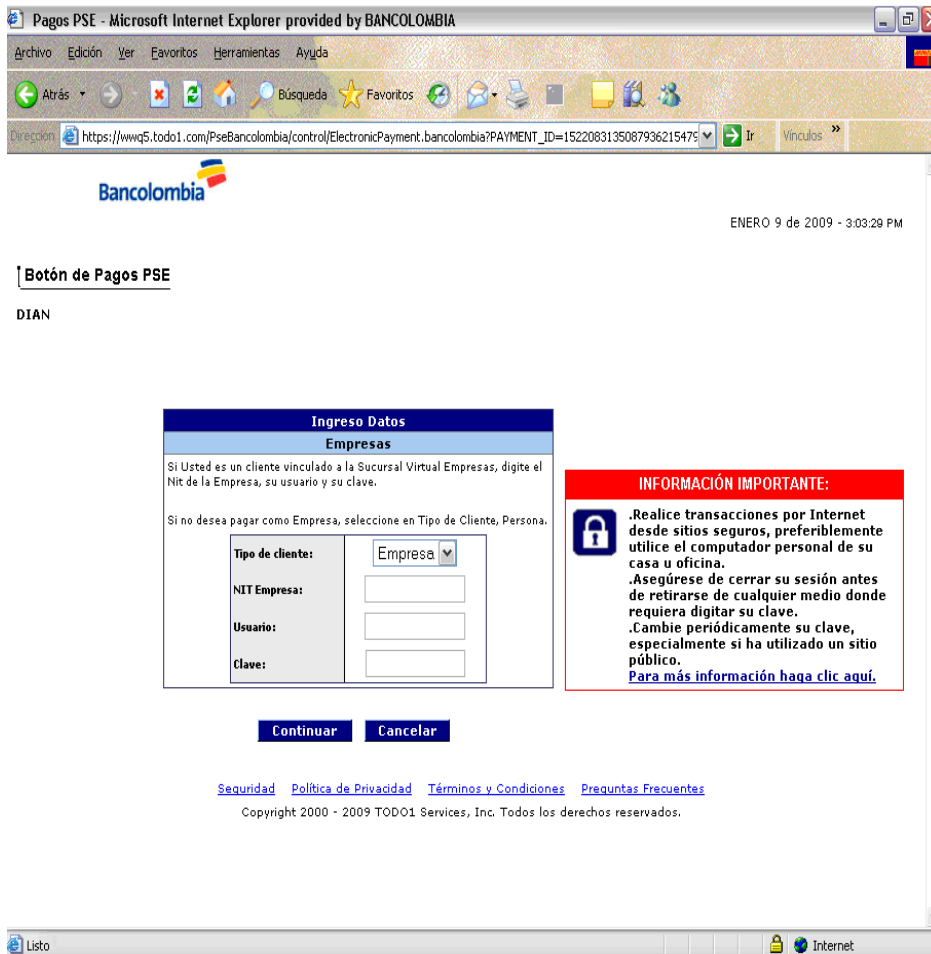 Pagos PSE - Microsoft Internet Explorer provided by BANCOLOMBIA
Archivo Edición Ver Favoritos Herramientas Ayuda
Atrás Búsqueda Favoritos
Dirección https://wwq5.todo1.com/PseBancolombia/control/ElectronicPayment.bancolombia?PAYMENT_ID=1522083135087936215479 Ir Vínculos »
Bancolombia
ENERO 9 de 2009 - 3:03:29 PM
Botón de Pagos PSE
DIAN
Ingreso Datos
Empresas
Si Usted es un cliente vinculado a la Sucursal Virtual Empresas, digite el
Nit de la Empresa, su usuario y su clave.
Si no desea pagar como Empresa, seleccione en Tipo de Cliente, Persona.
Tipo de cliente: Empresa
NIT Empresa:
Usuario:
Clave:
INFORMACIÓN IMPORTANTE:
.Realice transacciones por Internet
desde sitios seguros, preferiblemente
utilice el computador personal de su
casa u oficina.
.Asegúrese de cerrar su sesión antes
de retirarse de cualquier medio donde
requiera digitar su clave.
.Cambie periódicamente su clave,
especialmente si ha utilizado un sitio
público.
Para más información haga clic aquí.
Continuar Cancelar
Seguridad Política de Privacidad Términos y Condiciones Preguntas Frecuentes
Copyright 2000 - 2009 TODO1 Services, Inc. Todos los derechos reservados.
Listo Internet